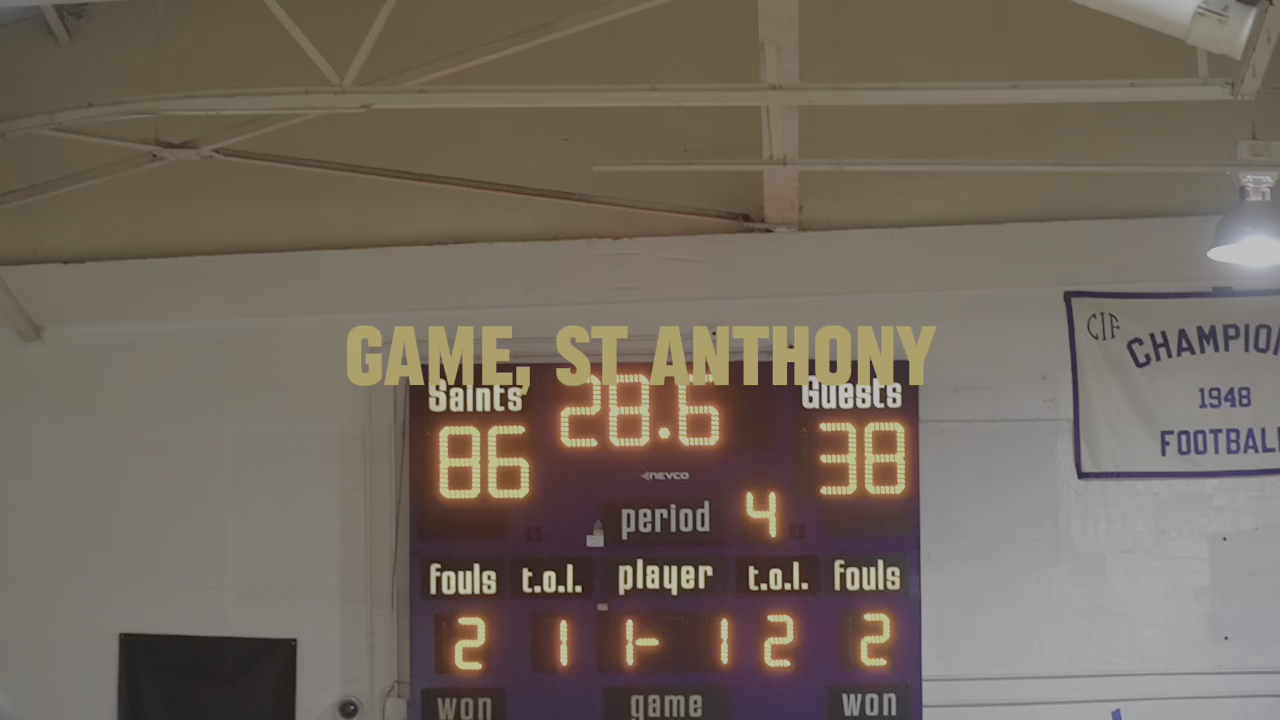 GAME, ST ANTHONY
Saints 28.6 Guests
86 38
NEVCO
period 4
fouls t.o.l. player t.o.l. fouls
2 1 1 2 2
won game won
CIF
CHAMPION
1948
FOOTBALL